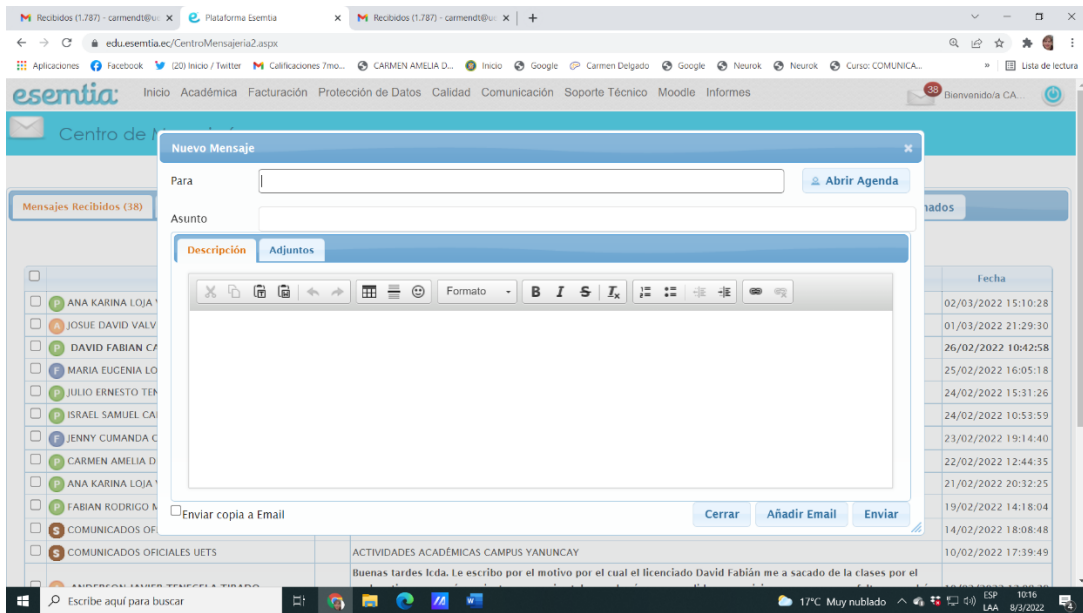 Recibidos (1.787) - carmendt@uc
Plataforma Esemtia
Recibidos (1.787) - carmendt@uc
edu.esemtia.ec/CentroMensajeria2.aspx
Aplicaciones Facebook (20) Inicio / Twitter Calificaciones 7mo... CARMEN AMELIA D... Inicio Google Carmen Delgado Google Neurok Neurok Curso: COMUNICA... » Lista de lectura
esemtia: Inicio Académica Facturación Protección de Datos Calidad Comunicación Soporte Técnico Moodle Informes 38 Bienvenido/a CA...
Centro de
Nuevo Mensaje
Para Abrir Agenda
Mensajes Recibidos (38)
Asunto
Descripción Adjuntos
Formato
B I S Ix
Fecha
P ANA KARINA LOJA 02/03/2022 15:10:28
A JOSUE DAVID VALV 01/03/2022 21:29:30
P DAVID FABIAN CA 26/02/2022 10:42:58
F MARIA EUGENIA LO 25/02/2022 16:05:18
P JULIO ERNESTO TEN 24/02/2022 15:31:26
P ISRAEL SAMUEL CA 24/02/2022 10:53:59
F JENNY CUMANDA C 23/02/2022 19:14:40
P CARMEN AMELIA D 22/02/2022 12:44:35
P ANA KARINA LOJA 21/02/2022 20:32:25
P FABIAN RODRIGO M 19/02/2022 14:18:04
Enviar copia a Email Cerrar Añadir Email Enviar
S COMUNICADOS OF 14/02/2022 18:08:48
S COMUNICADOS OFICIALES UETS ACTIVIDADES ACADÉMICAS CAMPUS YANUNCAY 10/02/2022 17:39:49
Buenas tardes lcda. Le escribo por el motivo por el cual el licenciado David Fabián me a sacado de la clases por el
Escribe aquí para buscar 17°C Muy nublado ESP LAA 10:16 8/3/2022